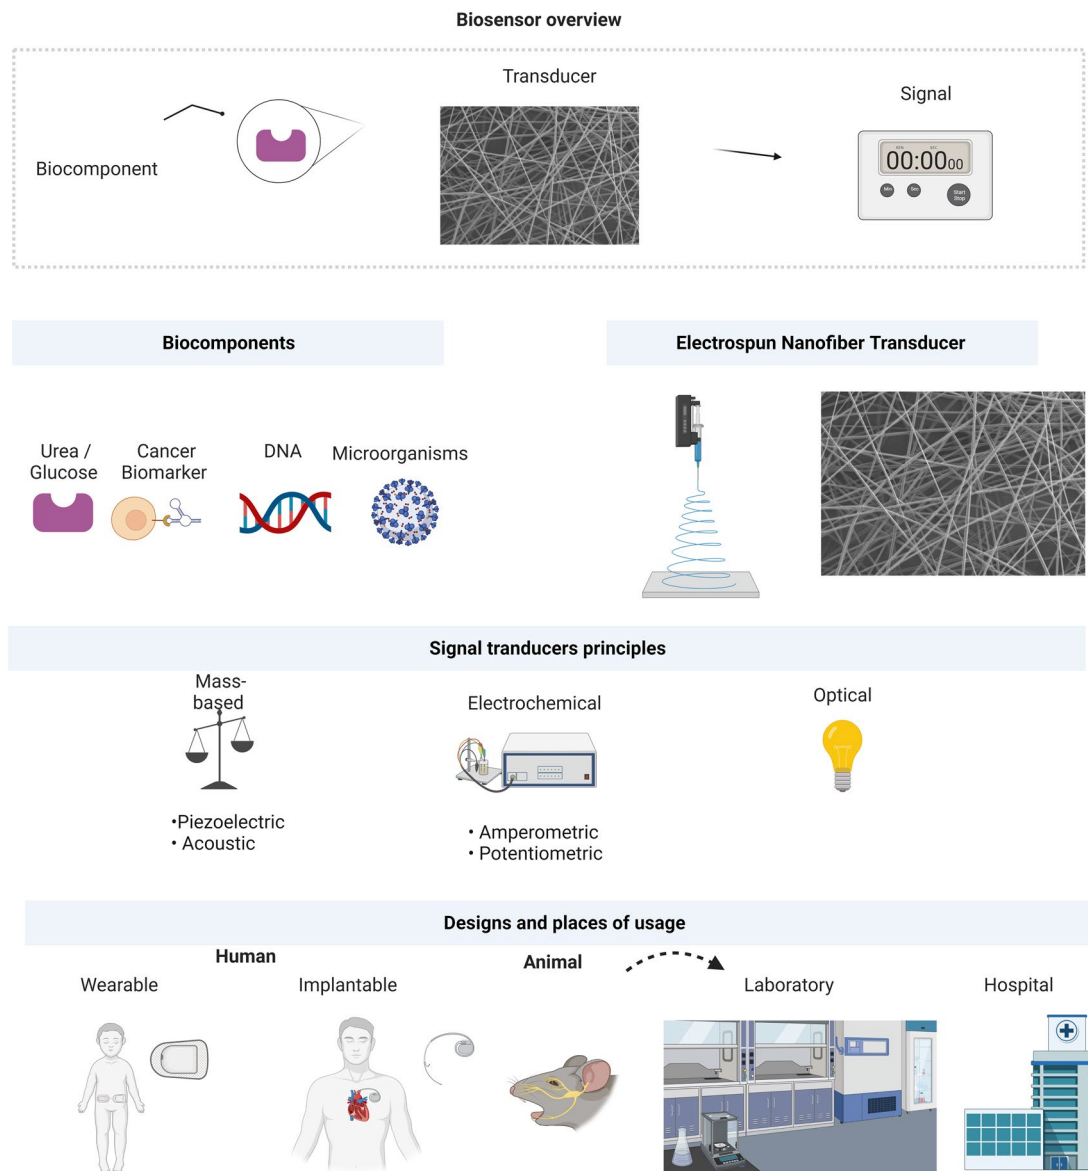 Biosensor overview
Transducer
Signal
Biocomponent
00:00 00
Min
Sec
Start
Stop
Biocomponents
Electrospun Nanofiber Transducer
Urea /
Glucose
Cancer
Biomarker
DNA
Microorganisms
Signal tranducers principles
Mass-
based
Electrochemical
Optical
•Piezoelectric
• Acoustic
• Amperometric
• Potentiometric
Designs and places of usage
Human
Animal
Wearable
Implantable
Laboratory
Hospital